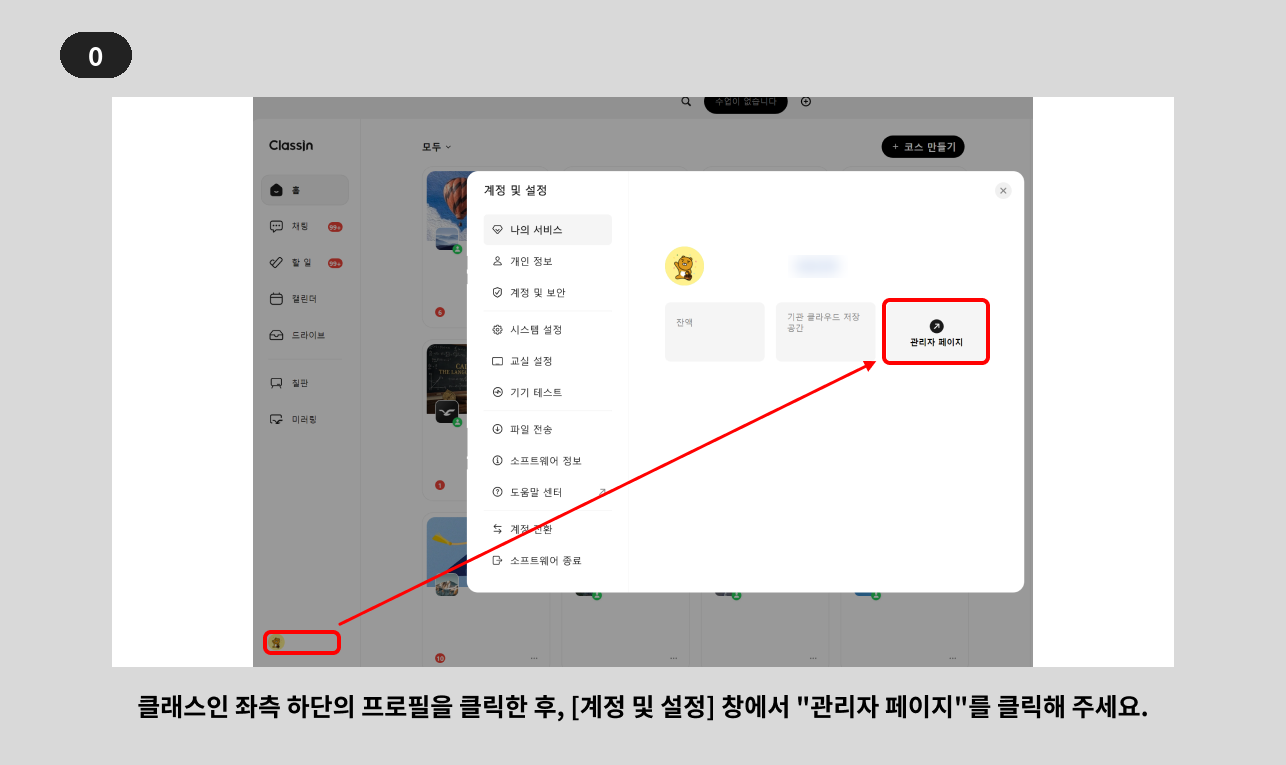 0
수업이 없습니다
Classin
모두
+ 코스 만들기
홈
채팅 99+
할 일 99+
캘린더
드라이브
칠판
미러링
계정 및 설정
나의 서비스
개인 정보
계정 및 보안
시스템 설정
교실 설정
기기 테스트
파일 전송
소프트웨어 정보
도움말 센터
계정 전환
소프트웨어 종료
잔액
기관 클라우드 저장
공간
관리자 페이지
6
1
10
클래스인 좌측 하단의 프로필을 클릭한 후, [계정 및 설정] 창에서 "관리자 페이지"를 클릭해 주세요.